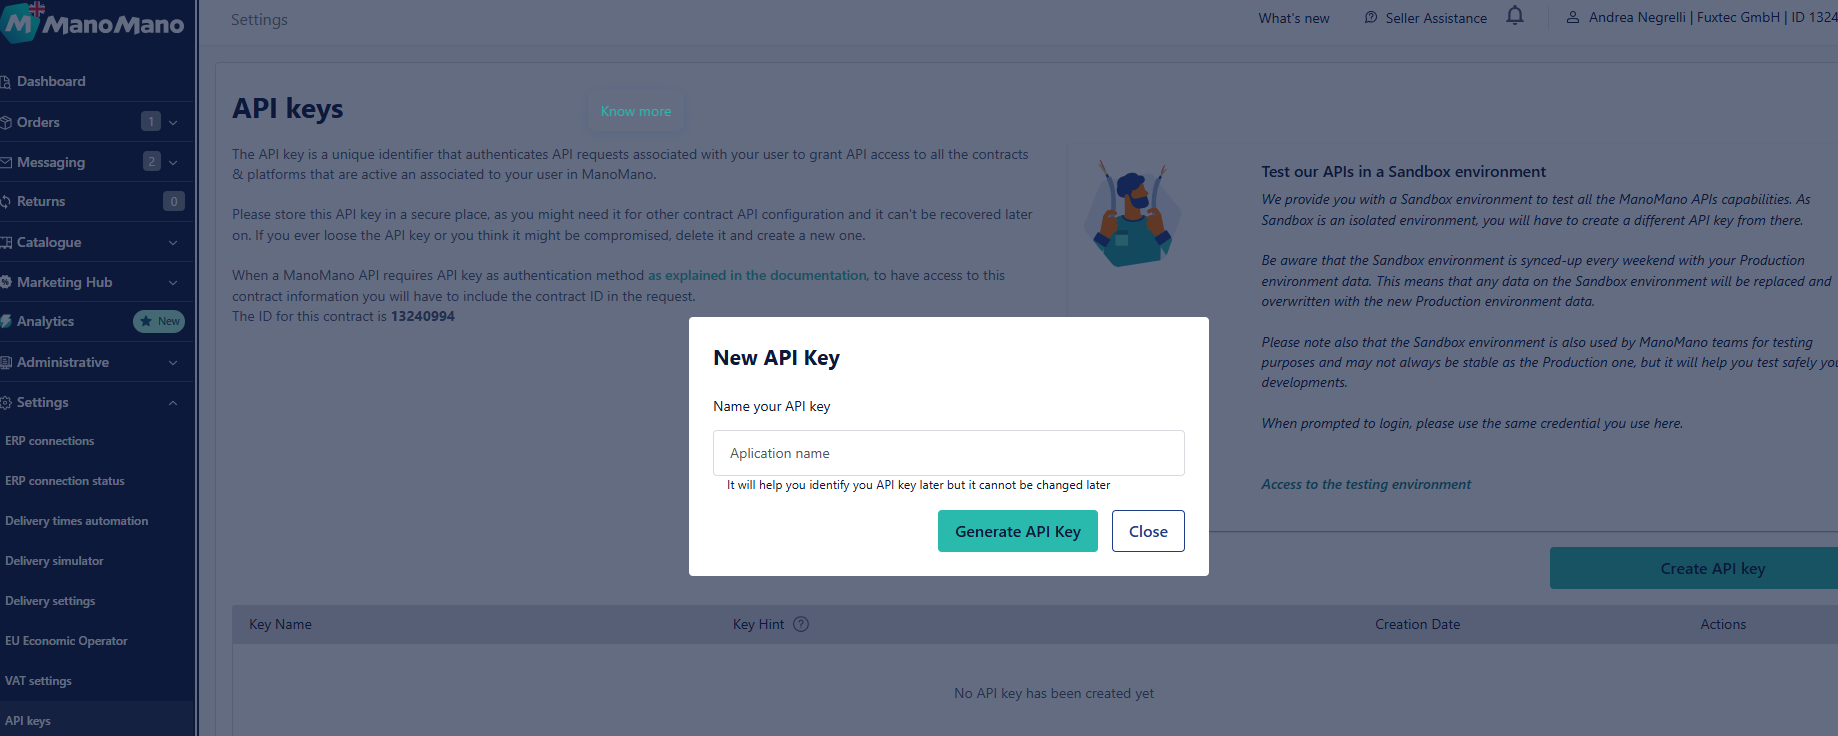 ManoMano
Settings
What's new
Seller Assistance
Andrea Negrelli | Fuxtec GmbH | ID 1324
Dashboard
Orders
1
Messaging
2
Returns
0
Catalogue
Marketing Hub
Analytics
New
Administrative
Settings
ERP connections
ERP connection status
Delivery times automation
Delivery simulator
Delivery settings
EU Economic Operator
VAT settings
API keys
API keys
Know more
The API key is a unique identifier that authenticates API requests associated with your user to grant API access to all the contracts
& platforms that are active an associated to your user in ManoMano.
Please store this API key in a secure place, as you might need it for other contract API configuration and it can't be recovered later
on. If you ever loose the API key or you think it might be compromised, delete it and create a new one.
When a ManoMano API requires API key as authentication method as explained in the documentation, to have access to this
contract information you will have to include the contract ID in the request.
The ID for this contract is 13240994
Test our APIs in a Sandbox environment
We provide you with a Sandbox environment to test all the ManoMano APIs capabilities. As
Sandbox is an isolated environment, you will have to create a different API key from there.
Be aware that the Sandbox environment is synced-up every weekend with your Production
environment data. This means that any data on the Sandbox environment will be replaced and
overwritten with the new Production environment data.
Please note also that the Sandbox environment is also used by ManoMano teams for testing
purposes and may not always be stable as the Production one, but it will help you test safely you
developments.
When prompted to login, please use the same credential you use here.
Access to the testing environment
New API Key
Name your API key
Aplication name
It will help you identify you API key later but it cannot be changed later
Generate API Key
Close
Create API key
Key Name
Key Hint
?
Creation Date
Actions
No API key has been created yet